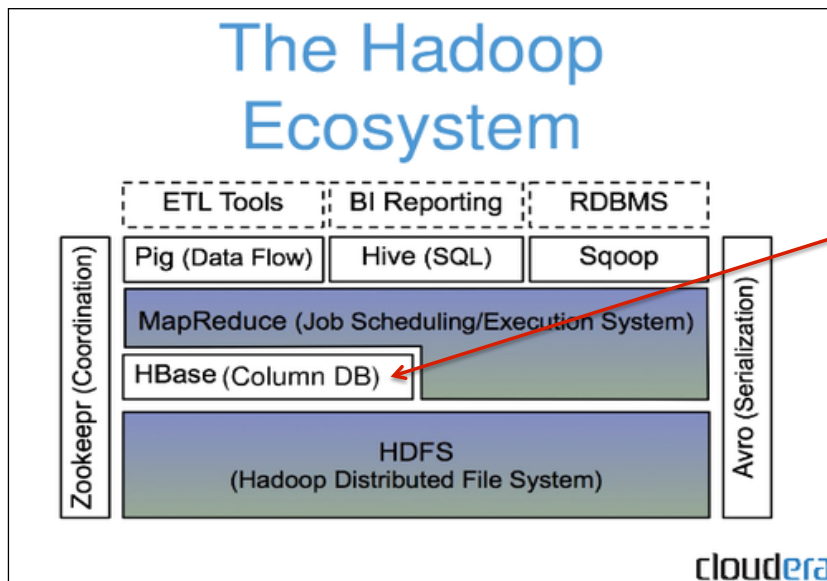 The Hadoop
Ecosystem
ETL Tools
BI Reporting
RDBMS
Zookeepr (Coordination)
Pig (Data Flow)
Hive (SQL)
Sqoop
Avro (Serialization)
MapReduce (Job Scheduling/Execution System)
HBase (Column DB)
HDFS
(Hadoop Distributed File System)
cloudera